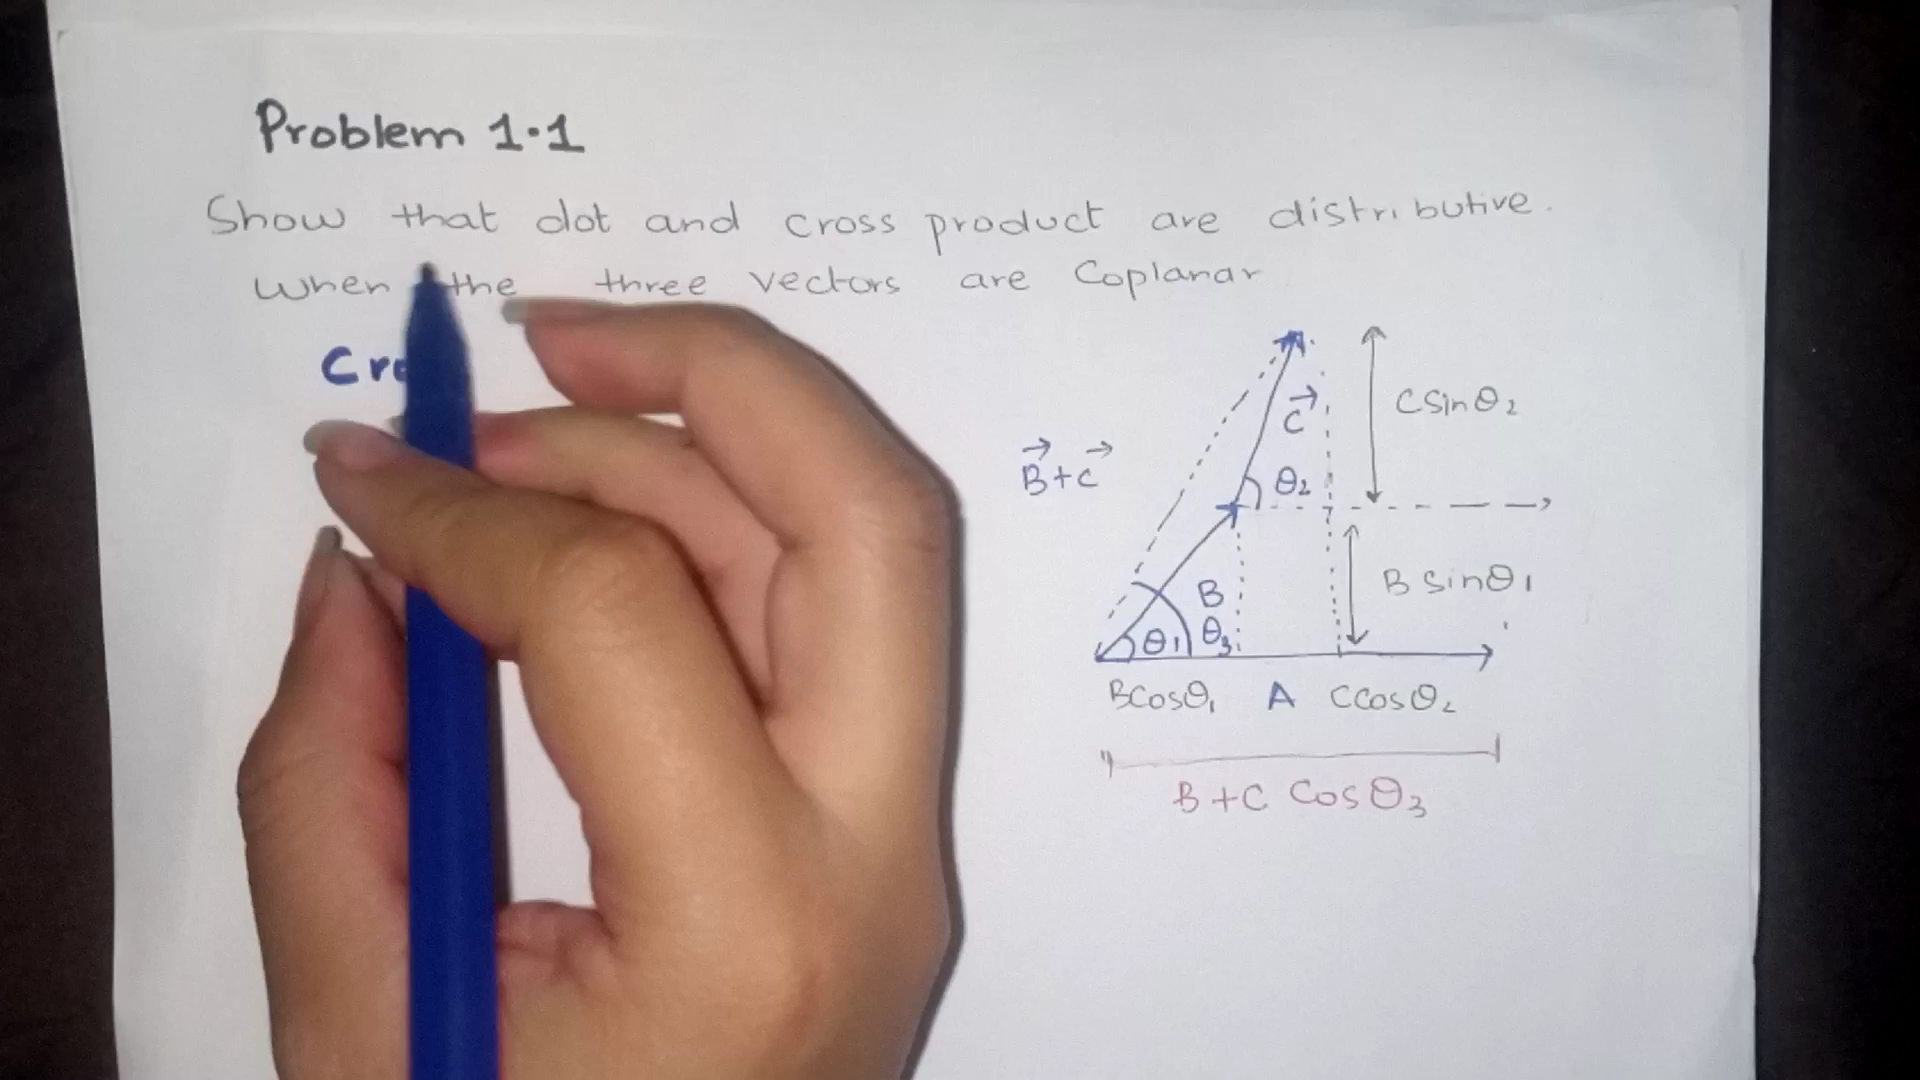 Problem 1.1
Show that dot and cross product are distributive.
when the three vectors are Coplanar
C sin θ2
C
B+C
θ2
B
B sin θ1
θ1
θ3
B cos θ1
A
C cos θ2
B+C Cos θ3